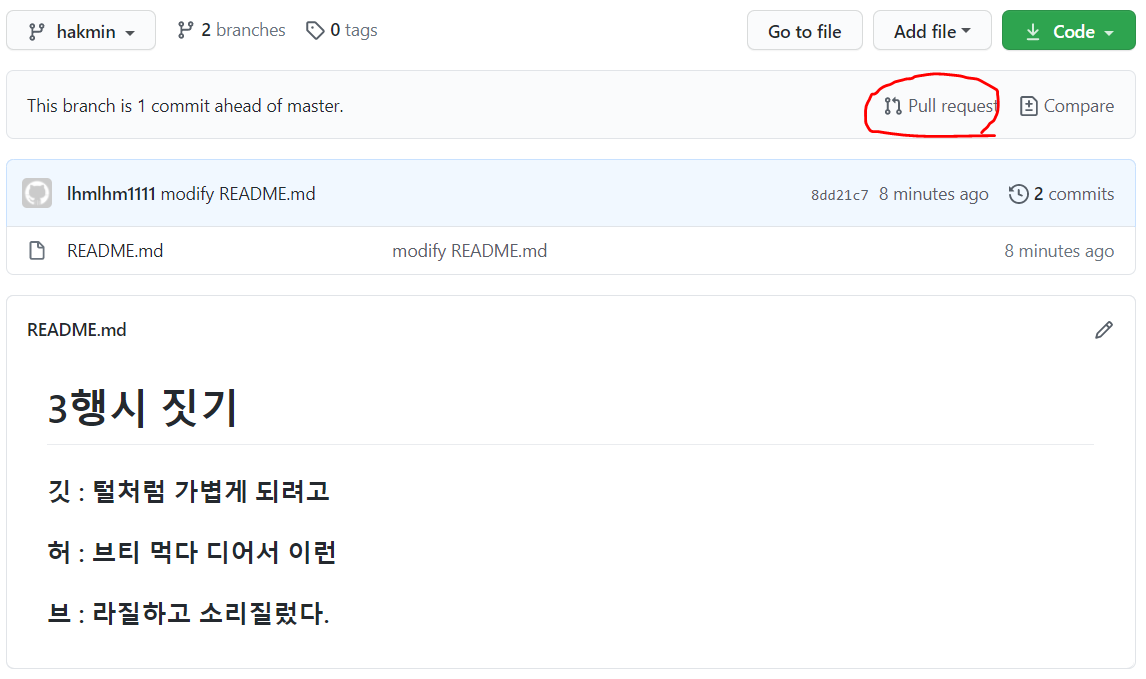 hakmin 2 branches 0 tags Go to file Add file Code
This branch is 1 commit ahead of master. Pull request Compare
lhmlhm1111 modify README.md 8dd21c7 8 minutes ago 2 commits
README.md modify README.md 8 minutes ago
README.md
3행시 짓기
깃 : 털처럼 가볍게 되려고
허 : 브티 먹다 디어서 이런
브 : 라질하고 소리질렀다.